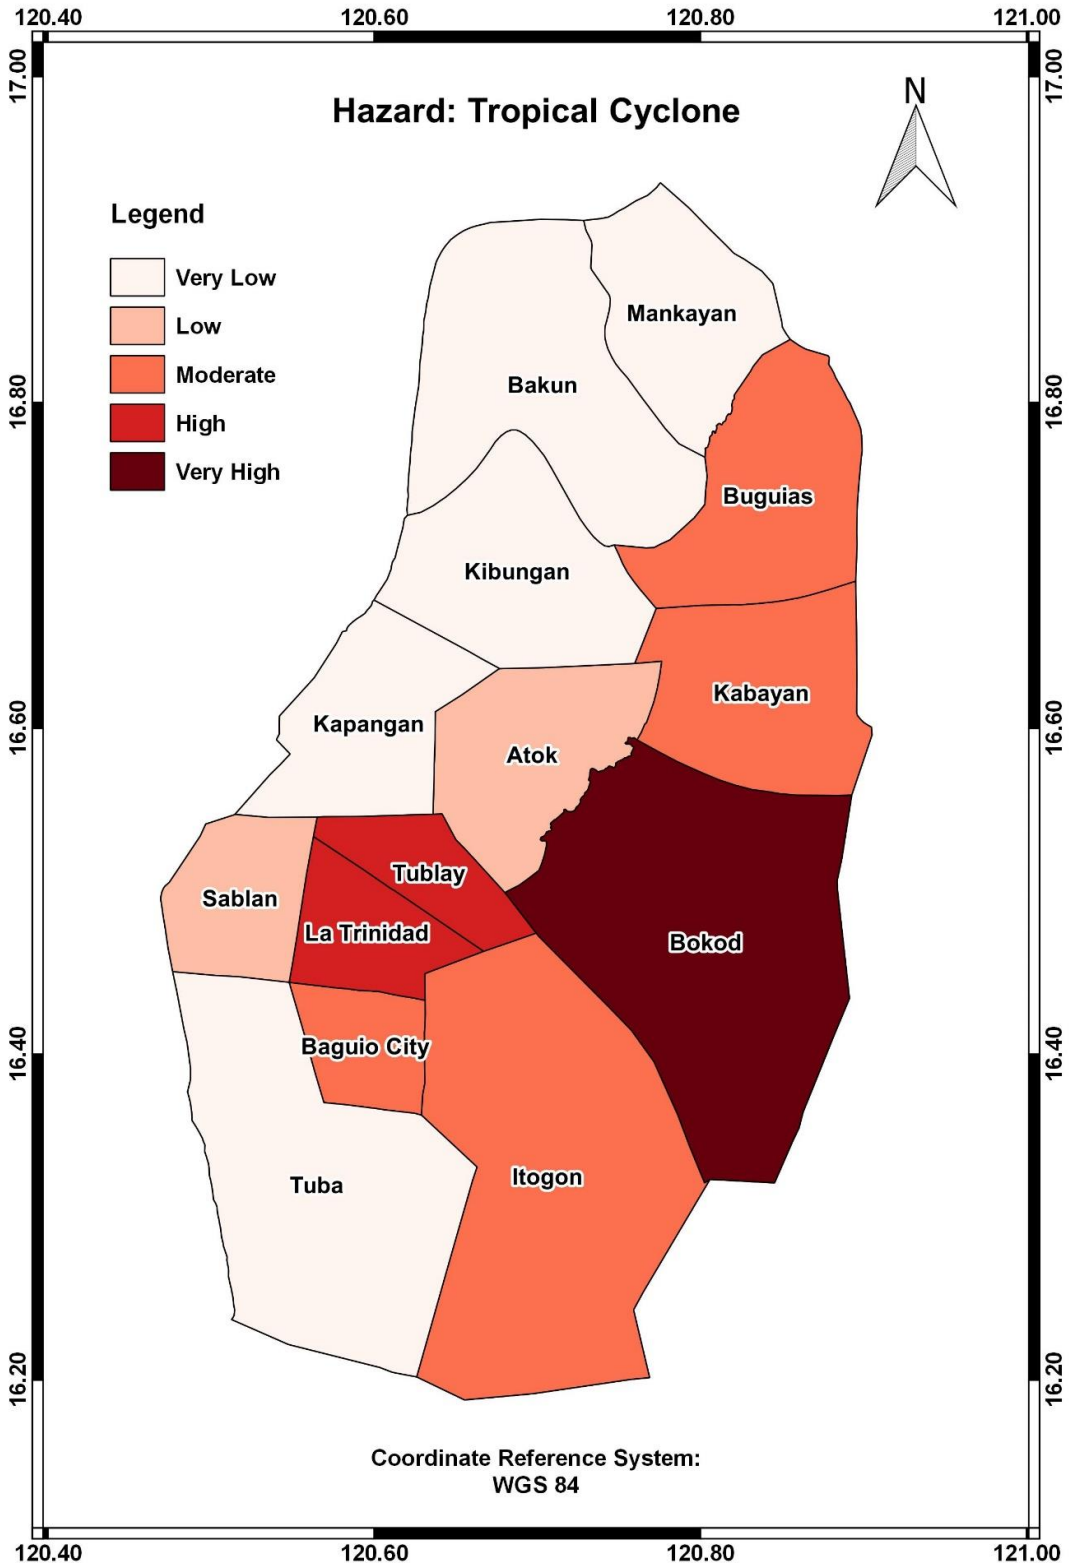 120.40 120.60 120.80 121.00
17.00 17.00
Hazard: Tropical Cyclone
N
Legend
Very Low
Low
Moderate
High
Very High
Mankayan
Bakun
16.80 16.80
Buguias
Kibungan
Kabayan
Kapangan
16.60 16.60
Atok
Tublay
Sablan
La Trinidad
Bokod
Baguio City
16.40 16.40
Itogon
Tuba
16.20 16.20
Coordinate Reference System:
WGS 84
120.40 120.60 120.80 121.00